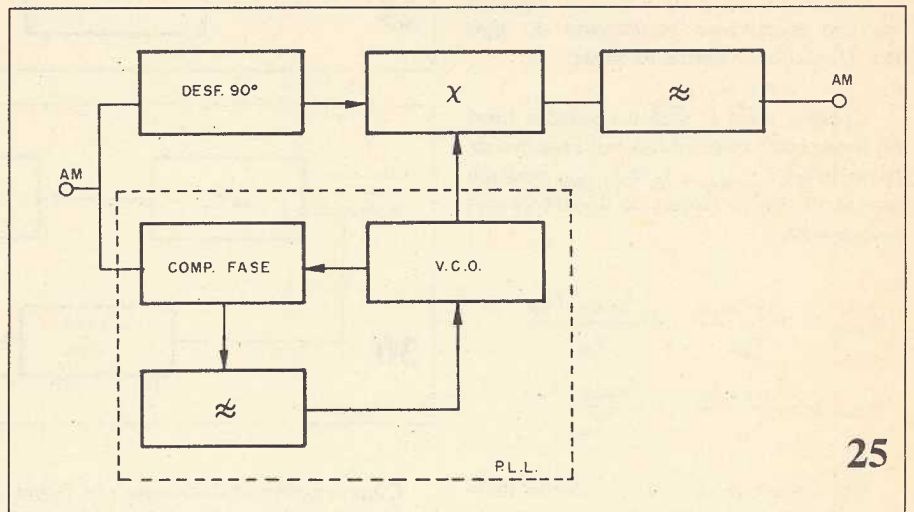 DESF. 90°
χ
≈
AM
AM
COMP. FASE
V.C.O.
≈
P.L.L.
25